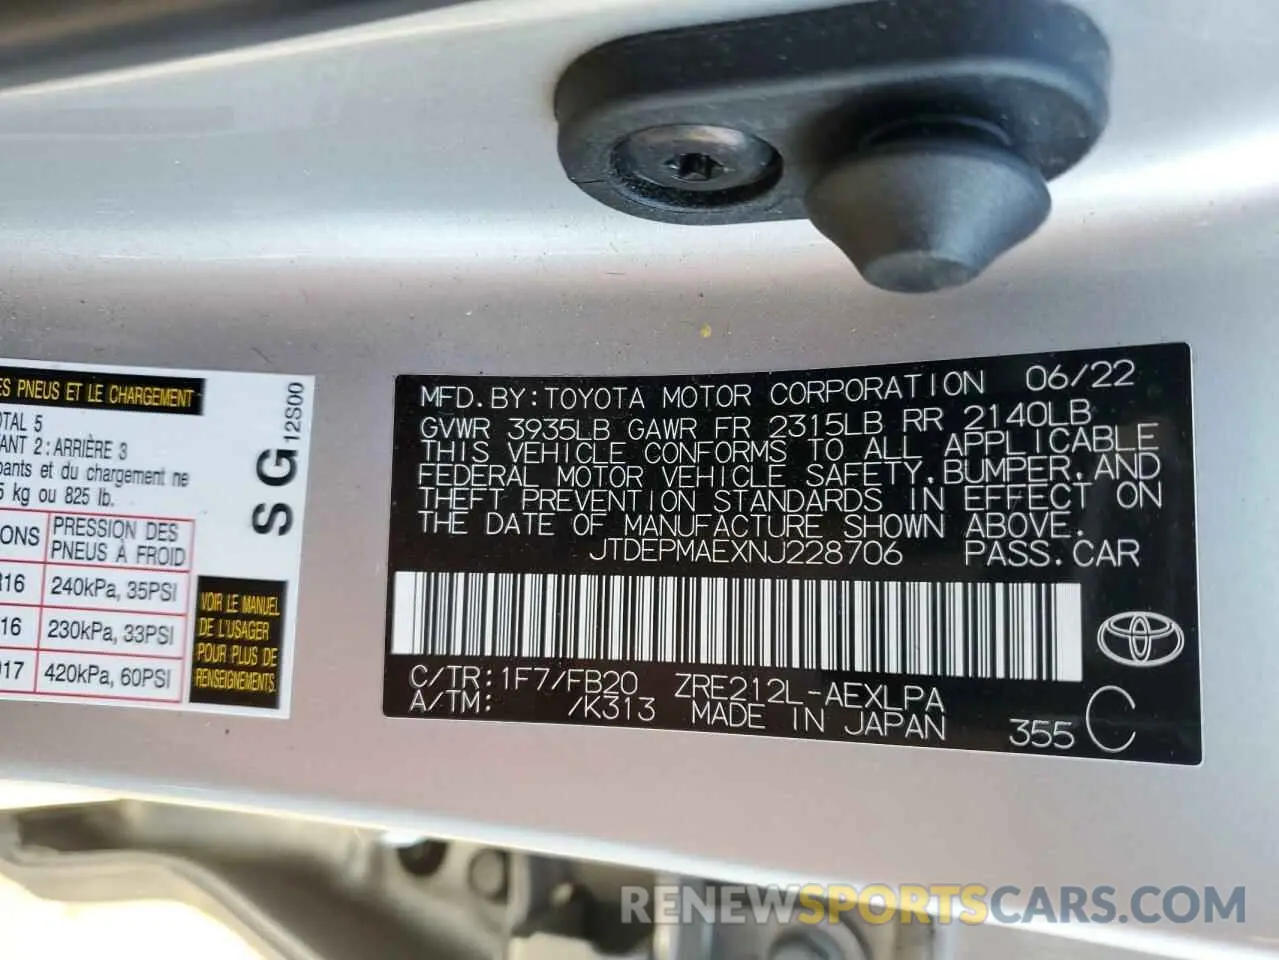 ES PNEUS ET LE CHARGEMENT
OTAL 5
ANT 2: ARRIÈRE 3
pants et du chargement ne
5 kg ou 825 lb.
SG12S00
ONS PRESSION DES PNEUS À FROID
R16 240kPa, 35PSI
16 230kPa, 33PSI
017 420kPa, 60PSI
VOIR LE MANUEL
DE L'USAGER
POUR PLUS DE
RENSEIGNEMENTS.
MFD. BY: TOYOTA MOTOR CORPORATION 06/22
GVWR 3935LB GAWR FR 2315LB RR 2140LB
THIS VEHICLE CONFORMS TO ALL APPLICABLE
FEDERAL MOTOR VEHICLE SAFETY, BUMPER, AND
THEFT PREVENTION STANDARDS IN EFFECT ON
THE DATE OF MANUFACTURE SHOWN ABOVE.
JTDEPMAEXNJ228706 PASS. CAR
C/TR: 1F7/FB20 ZRE212L-AEXLPA
A/TM: /K313 MADE IN JAPAN 355 C
RENEWSPORTSCARS.COM